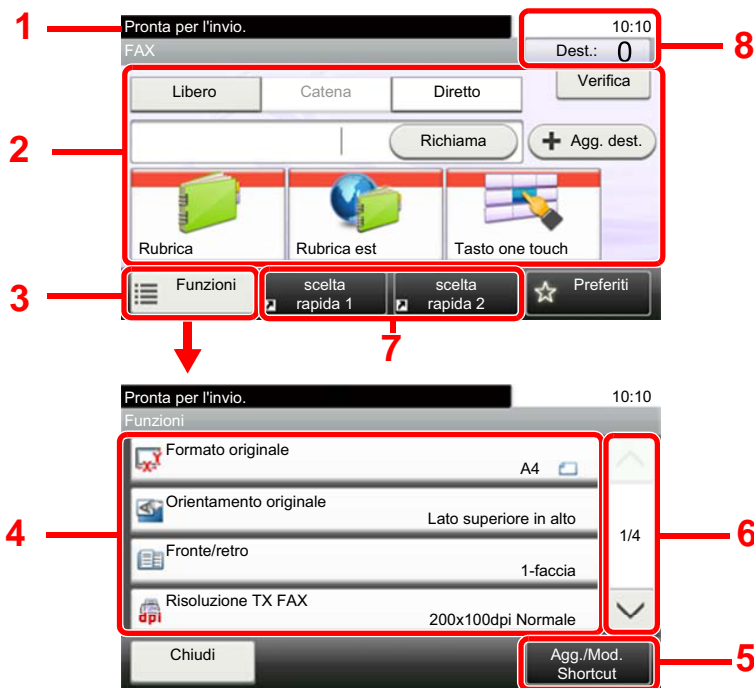 1
Pronta per l'invio.
10:10
8
FAX
Dest.: 0
Libero
Catena
Diretto
Verifica
2
Richiama
Agg. dest.
Rubrica
Rubrica est
Tasto one touch
3
Funzioni
scelta
rapida 1
scelta
rapida 2
Preferiti
7
Pronta per l'invio.
10:10
Funzioni
4
Formato originale
A4
Orientamento originale
Lato superiore in alto
1/4
6
Fronte/retro
1-faccia
dpi
Risoluzione TX FAX
200x100dpi Normale
Chiudi
Agg./Mod.
Shortcut
5